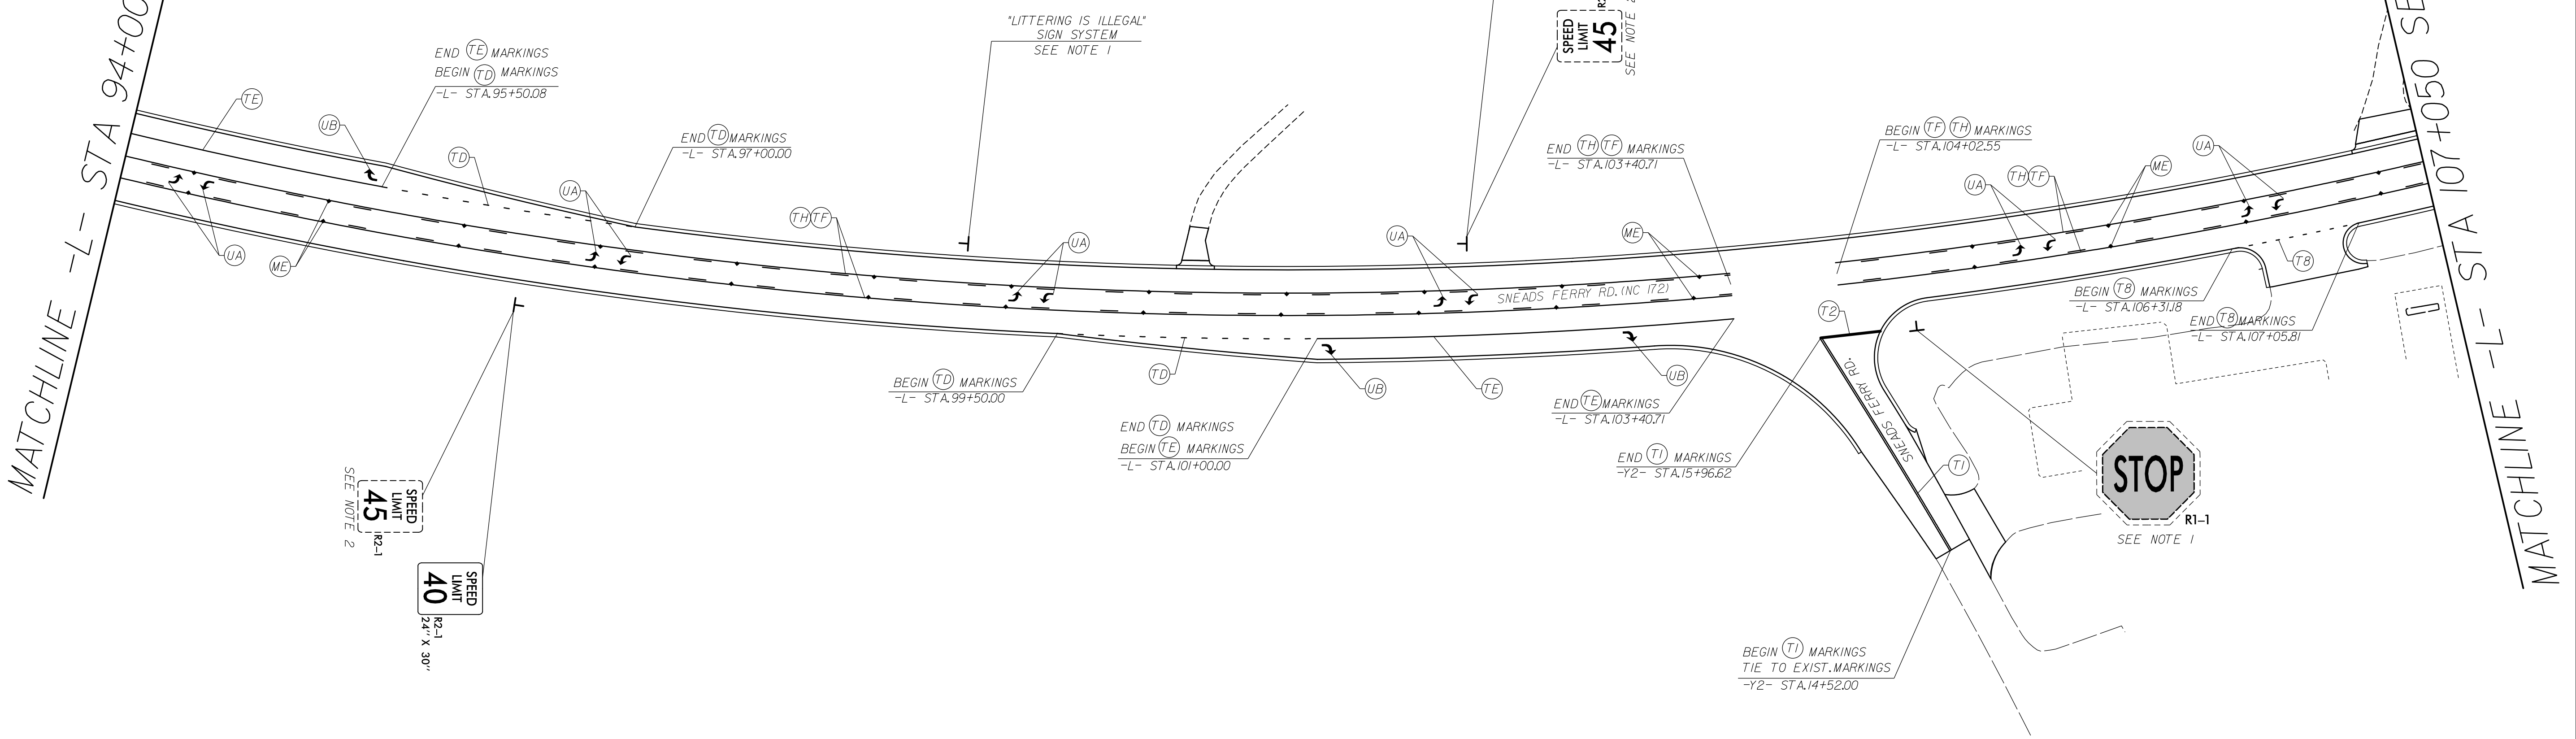 MATCHLINE -L- STA 94+00
TE
UB
END TE MARKINGS
BEGIN TD MARKINGS
-L- STA.95+50.08
TD
UA
ME
END TD MARKINGS
-L- STA.97+00.00
UA
SEE NOTE 2
SPEED
LIMIT
45
R2-1
SPEED
LIMIT
40
R2-1
24" X 30"
"LITTERING IS ILLEGAL"
SIGN SYSTEM
SEE NOTE 1
TH TF
UA
BEGIN TD MARKINGS
-L- STA.99+50.00
TD
END TD MARKINGS
BEGIN TE MARKINGS
-L- STA.101+00.00
UB
TE
UA
SPEED
LIMIT
45
SEE NOTE
SNEADS FERRY RD. (NC 172)
ME
END TH TF MARKINGS
-L- STA.103+40.71
UB
END TE MARKINGS
-L- STA.103+40.71
END T1 MARKINGS
-Y2- STA.15+96.62
T2
SNEADS FERRY RD.
T1
BEGIN T1 MARKINGS
TIE TO EXIST. MARKINGS
-Y2- STA.14+52.00
BEGIN TF TH MARKINGS
-L- STA.104+02.55
UA
TH TF
ME
UA
T8
BEGIN T8 MARKINGS
-L- STA.106+31.18
END T8 MARKINGS
-L- STA.107+05.81
STOP
R1-1
SEE NOTE 1
MATCHLINE -L- STA 107+050 SE